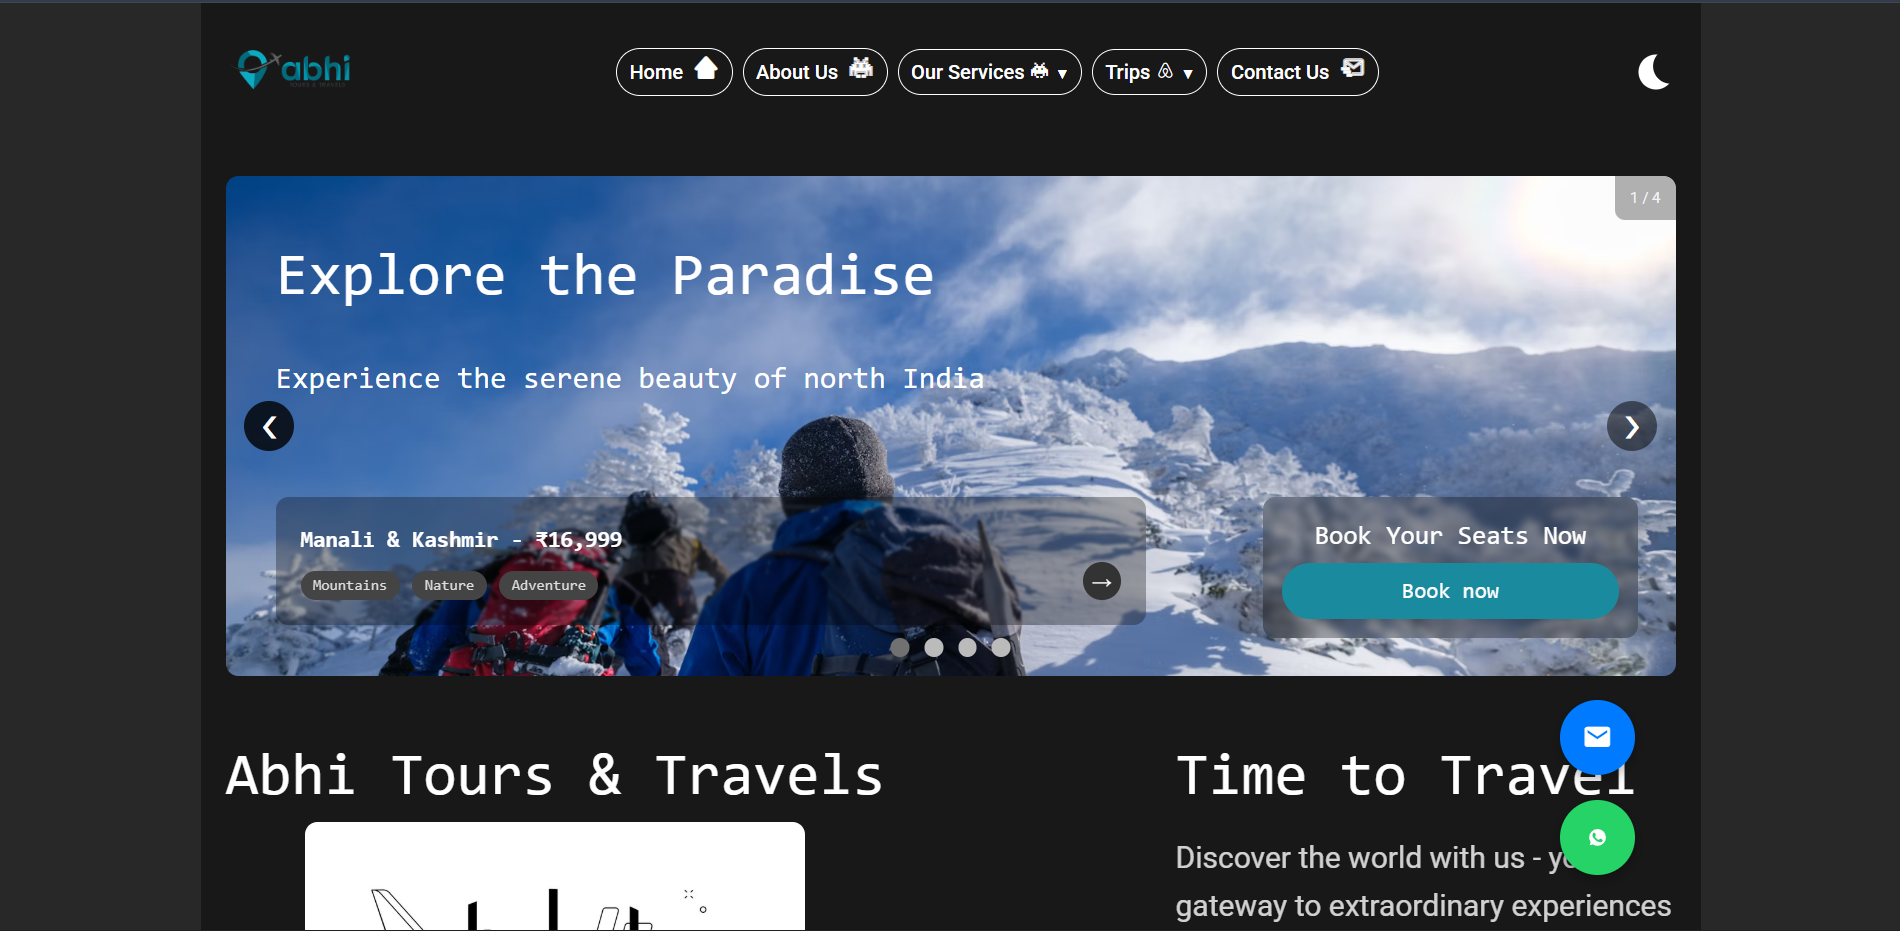 abhi
TOURS & TRAVELS
Home
About Us
Our Services ▾
Trips ▾
Contact Us
1 / 4
Explore the Paradise
Experience the serene beauty of north India
❮
❯
Manali & Kashmir - ₹16,999
Mountains
Nature
Adventure
→
Book Your Seats Now
Book now
Abhi Tours & Travels
Time to Travel
Discover the world with us -
gateway to extraordinary experiences